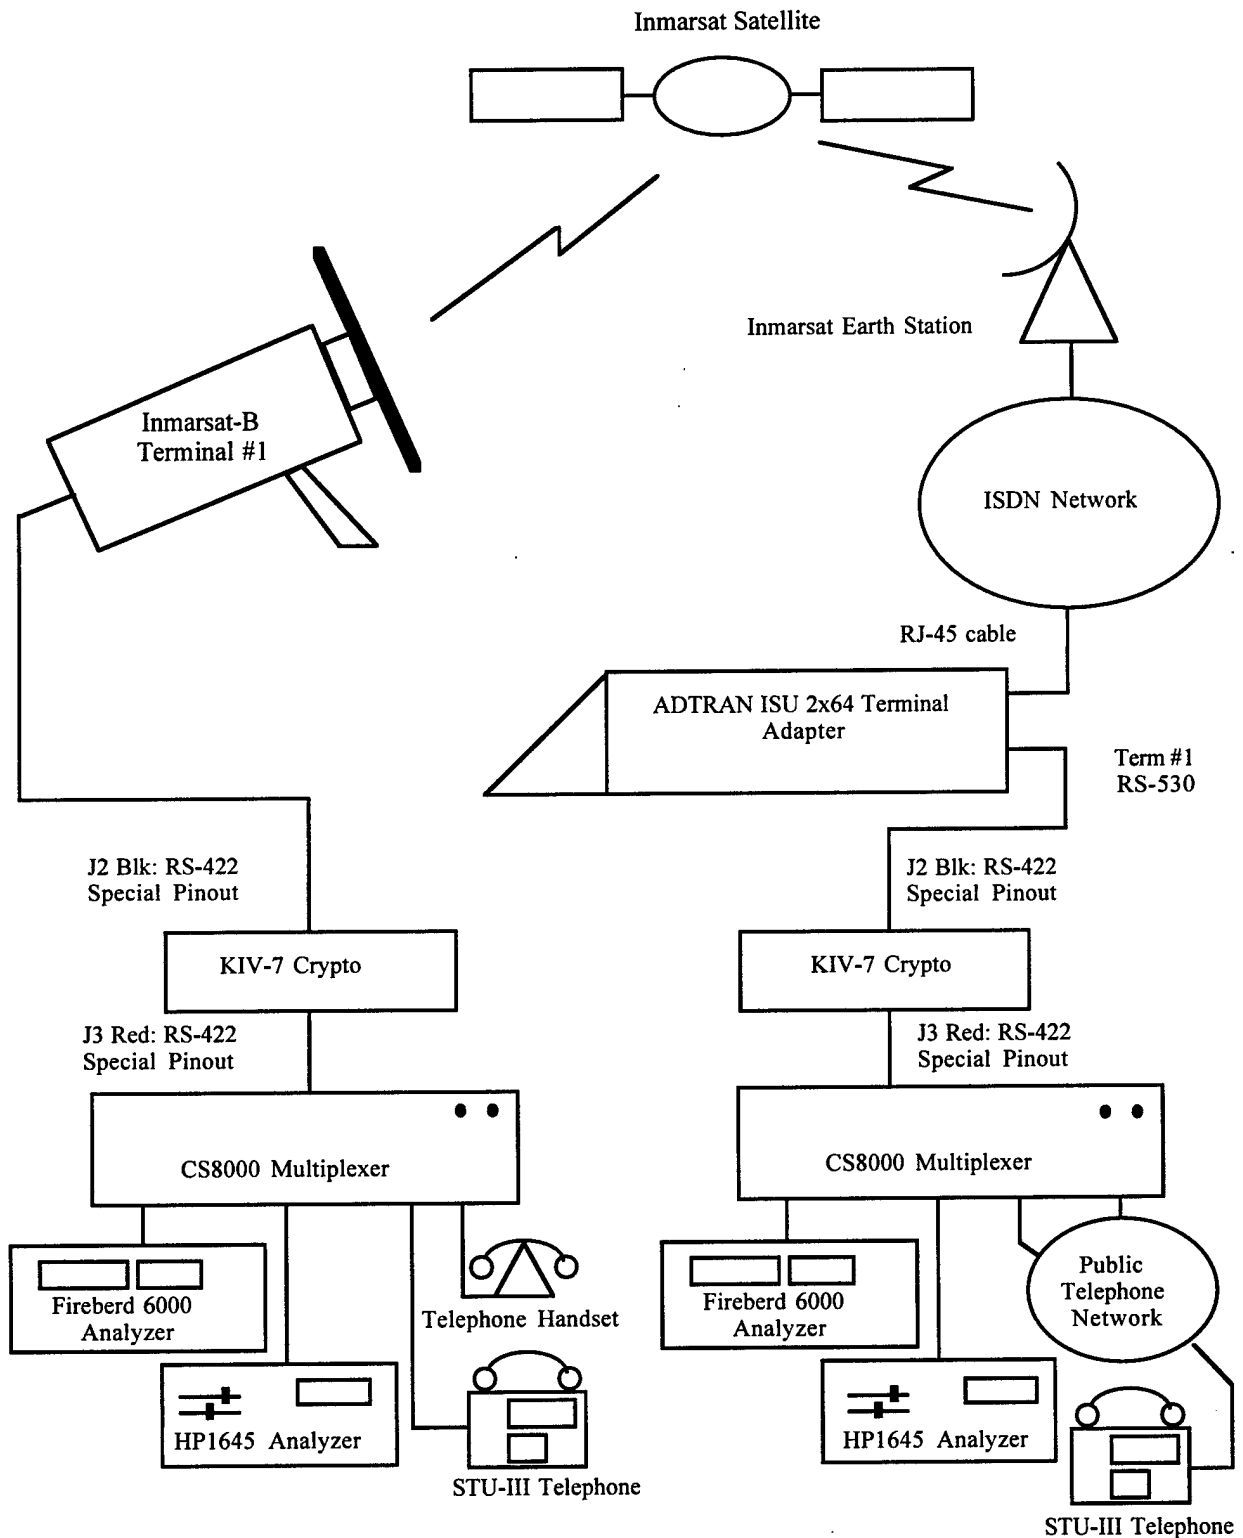 Inmarsat Satellite
Inmarsat Earth Station
Inmarsat-B
Terminal #1
ISDN Network
RJ-45 cable
ADTRAN ISU 2x64 Terminal
Adapter
Term #1
RS-530
J2 Blk: RS-422
Special Pinout
J2 Blk: RS-422
Special Pinout
KIV-7 Crypto
KIV-7 Crypto
J3 Red: RS-422
Special Pinout
J3 Red: RS-422
Special Pinout
CS8000 Multiplexer
CS8000 Multiplexer
Fireberd 6000
Analyzer
Telephone Handset
Fireberd 6000
Analyzer
Public
Telephone
Network
HP1645 Analyzer
STU-III Telephone
HP1645 Analyzer
STU-III Telephone